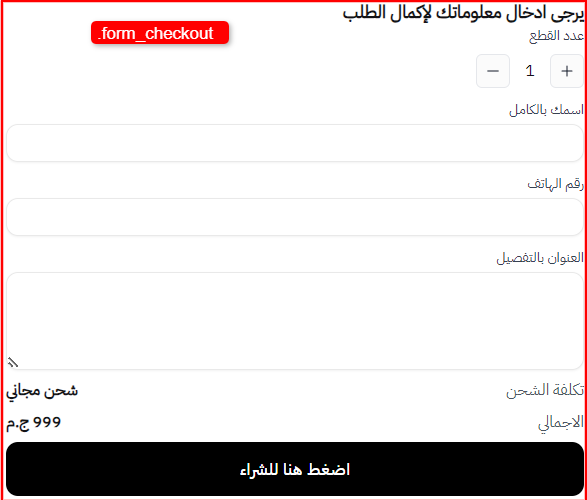 يرجى ادخال معلوماتك لإكمال الطلب
.form_checkout
عدد القطع
+ 1 −
اسمك بالكامل
رقم الهاتف
العنوان بالتفصيل
تكلفة الشحن شحن مجاني
الاجمالي 999 ج.م
اضغط هنا للشراء